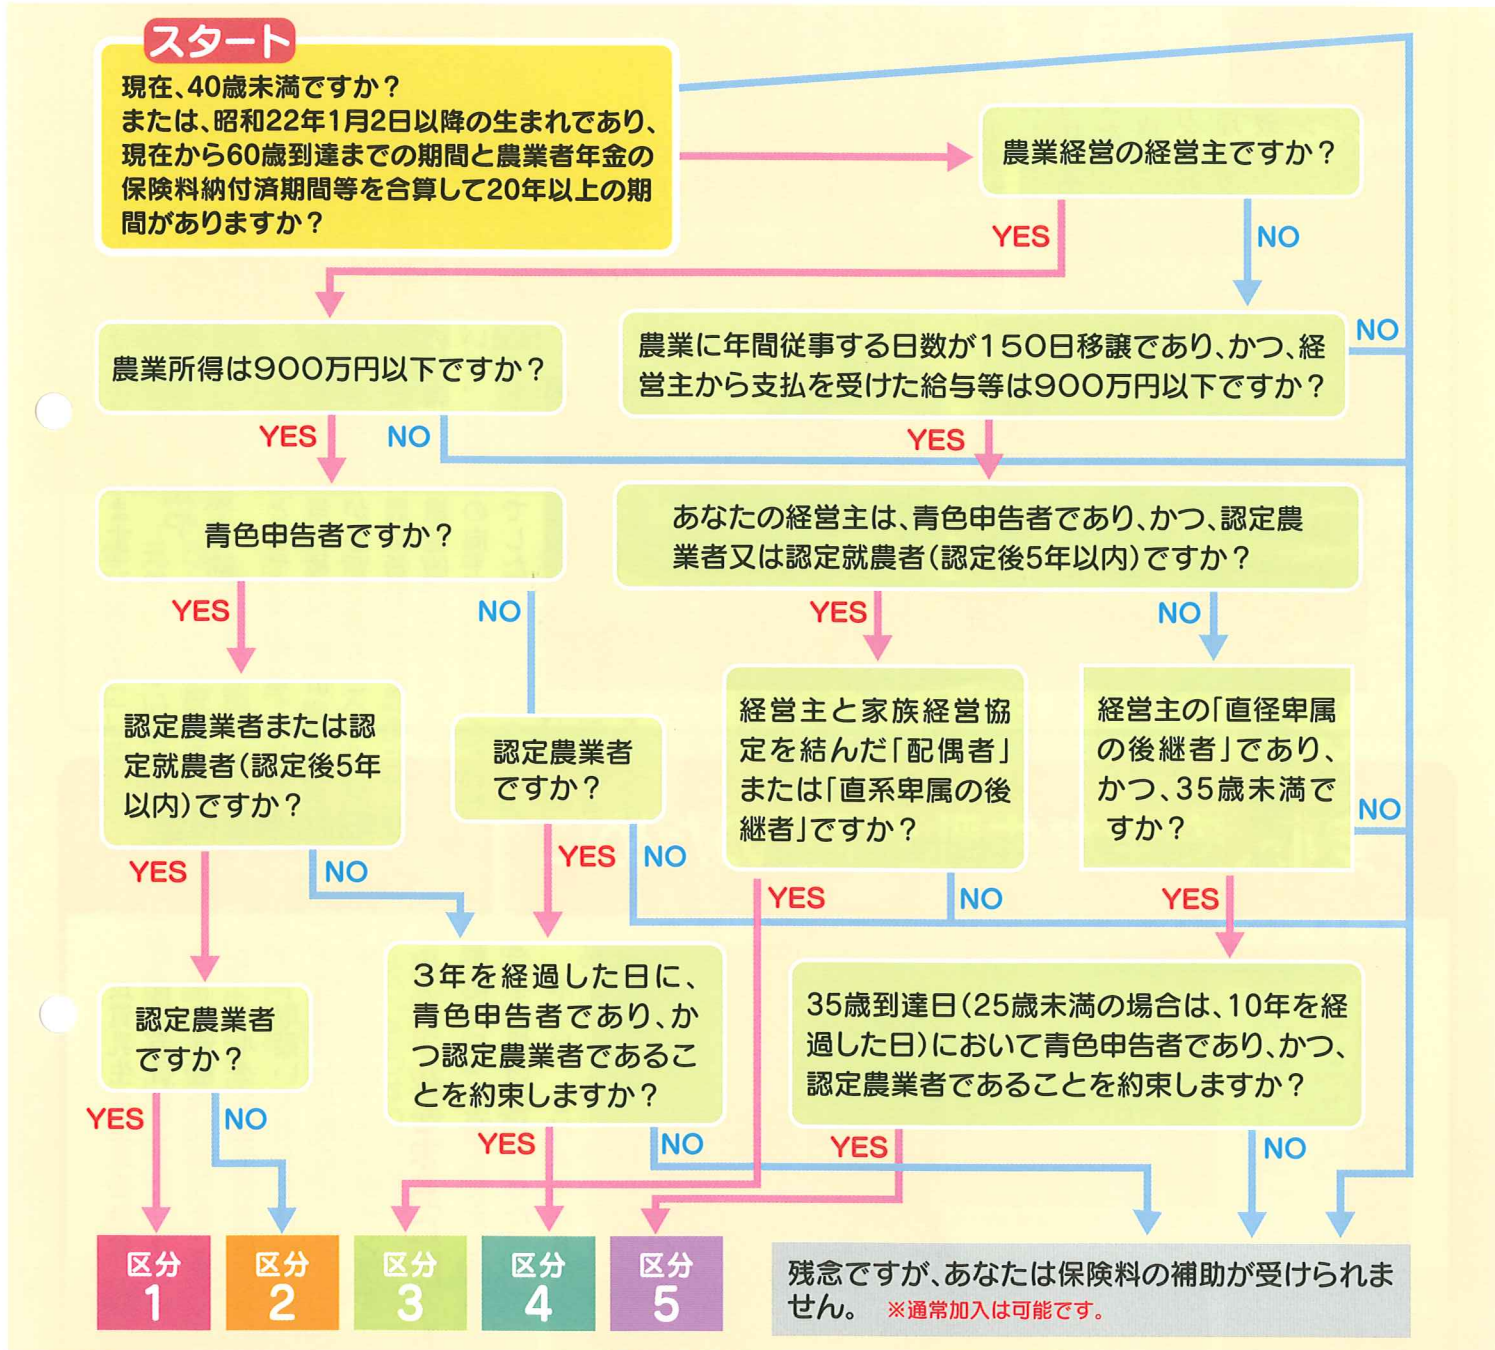 スタート
現在、40歳未満ですか？
または、昭和22年1月2日以降の生まれであり、
現在から60歳到達までの期間と農業者年金の
保険料納付済期間等を合算して20年以上の期
間がありますか？
農業経営の経営主ですか？
YES
NO
農業所得は900万円以下ですか？
農業に年間従事する日数が150日移譲であり、かつ、経
営主から支払を受けた給与等は900万円以下ですか？
NO
YES
NO
YES
青色申告者ですか？
あなたの経営主は、青色申告者であり、かつ、認定農
業者又は認定就農者（認定後5年以内）ですか？
YES
NO
YES
NO
認定農業者または認
定就農者（認定後5年
以内）ですか？
認定農業者
ですか？
経営主と家族経営協
定を結んだ「配偶者」
または「直系卑属の後
継者」ですか？
経営主の「直径卑属
の後継者」であり、
かつ、35歳未満で
すか？
NO
YES
NO
YES
NO
YES
NO
YES
認定農業者
ですか？
3年を経過した日に、
青色申告者であり、か
つ認定農業者であるこ
とを約束しますか？
35歳到達日（25歳未満の場合は、10年を経
過した日）において青色申告者であり、かつ、
認定農業者であることを約束しますか？
YES
NO
YES
NO
YES
NO
区分
1
区分
2
区分
3
区分
4
区分
5
残念ですが、あなたは保険料の補助が受けられま
せん。 ※通常加入は可能です。